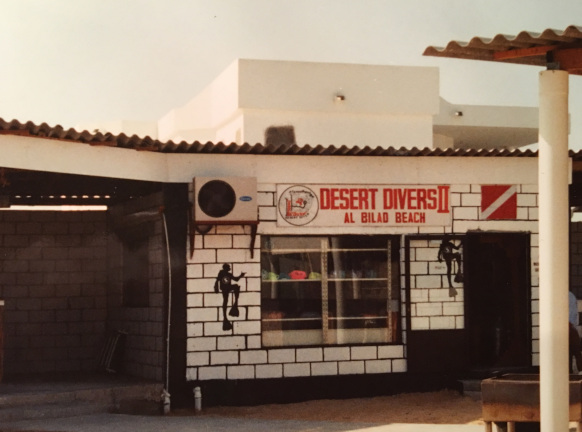 DESERT DIVERS II
AL BILAD BEACH